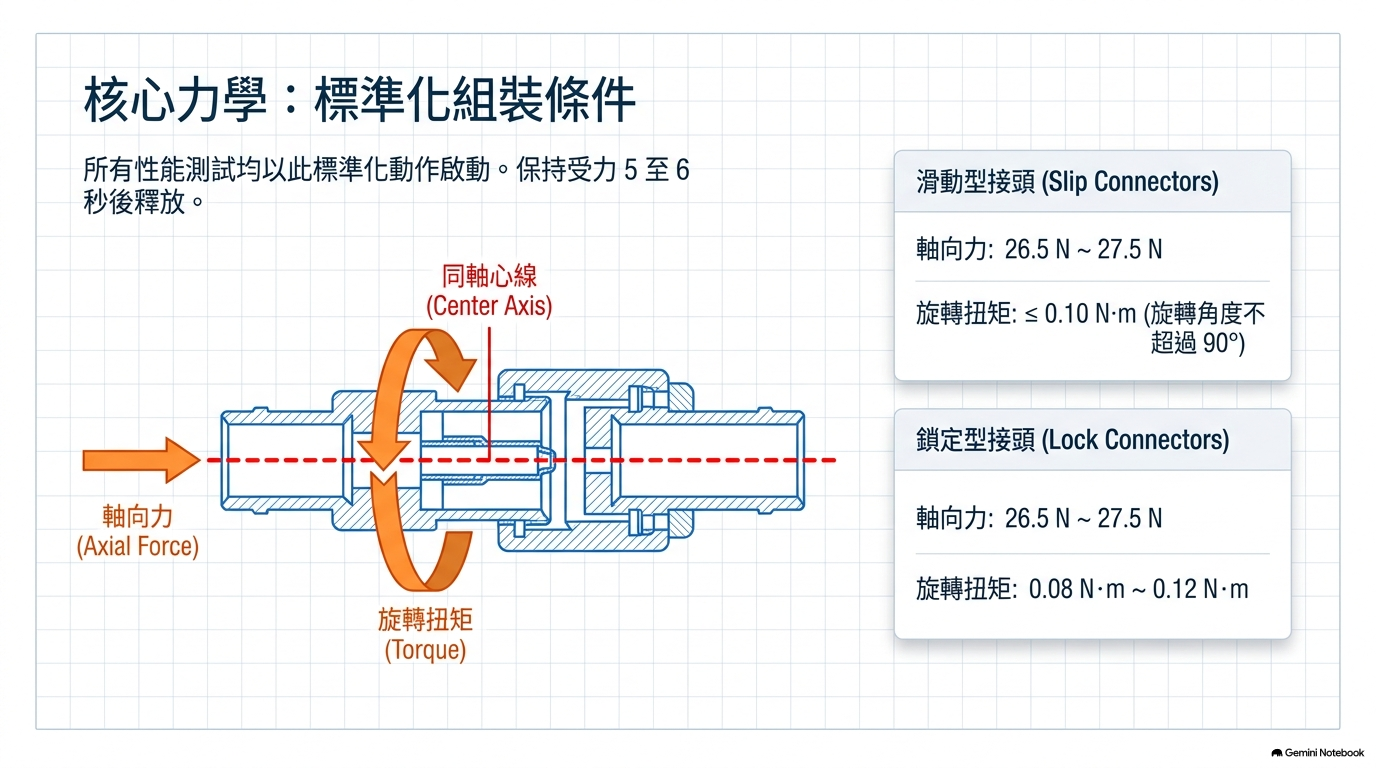 核心力學：標準化組裝條件
所有性能測試均以此標準化動作啟動。保持受力 5 至 6
秒後釋放。
同軸心線
(Center Axis)
軸向力
(Axial Force)
旋轉扭矩
(Torque)
滑動型接頭 (Slip Connectors)
軸向力: 26.5 N ~ 27.5 N
旋轉扭矩: ≤ 0.10 N·m (旋轉角度不
超過 90°)
鎖定型接頭 (Lock Connectors)
軸向力: 26.5 N ~ 27.5 N
旋轉扭矩: 0.08 N·m ~ 0.12 N·m
Gemini Notebook